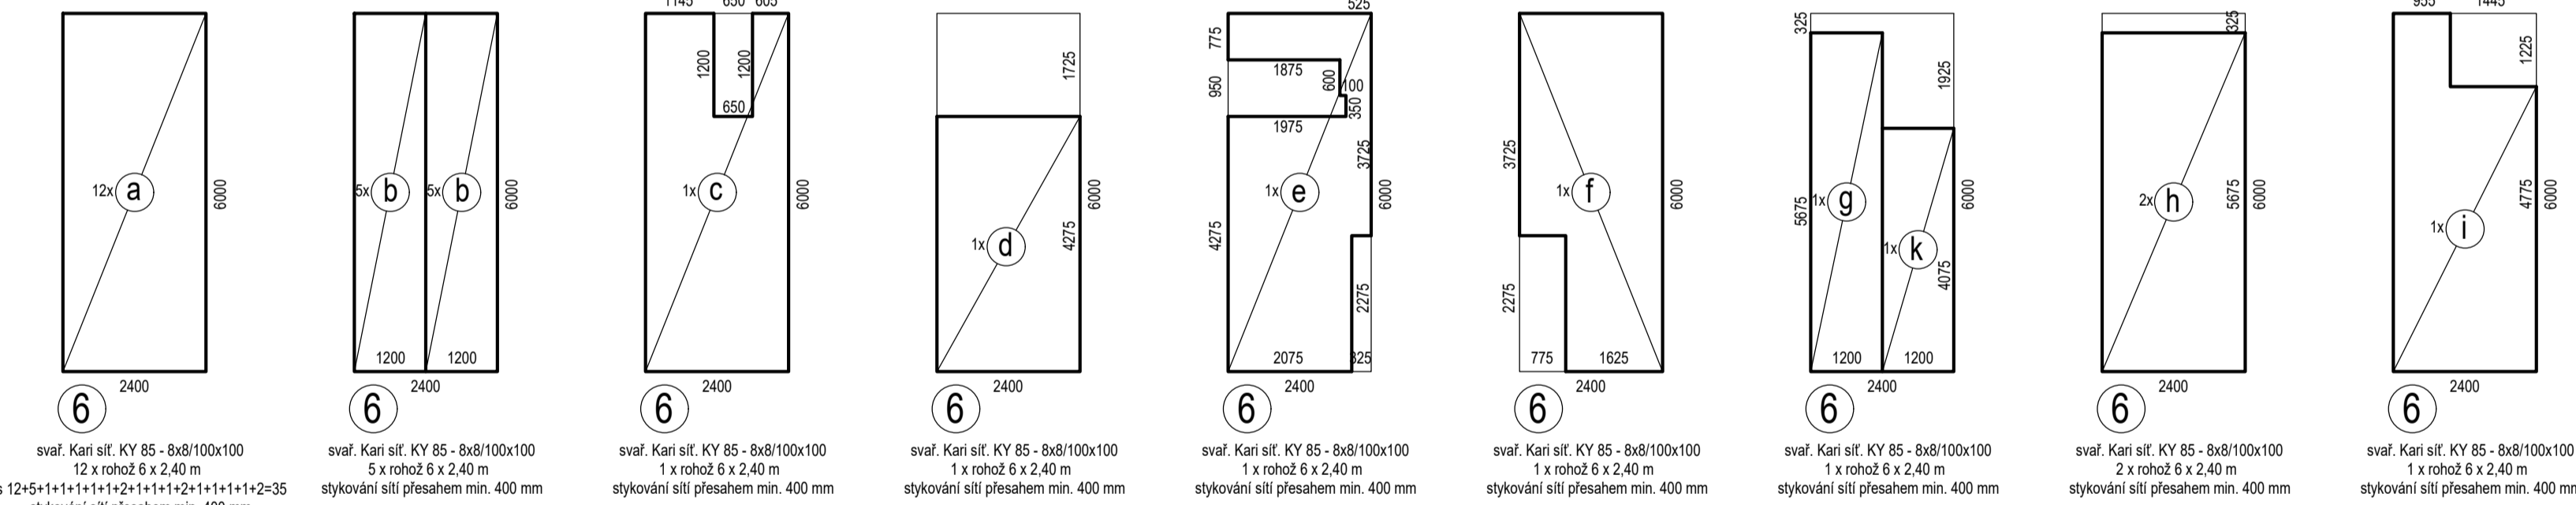 12x a
6000
2400
6
svař. Kari síť. KY 85 - 8x8/100x100
12 x rohož 6 x 2,40 m
s 12+5+1+1+1+1+1+2+1+1+1+2+1+1+1+1+2=35
stykování sítí přesahem min. 400 mm
5x b
5x b
6000
1200
1200
2400
6
svař. Kari síť. KY 85 - 8x8/100x100
5 x rohož 6 x 2,40 m
stykování sítí přesahem min. 400 mm
1145 650 605
1200
1200
650
1x c
6000
2400
6
svař. Kari síť. KY 85 - 8x8/100x100
1 x rohož 6 x 2,40 m
stykování sítí přesahem min. 400 mm
1725
1x d
6000
4275
2400
6
svař. Kari síť. KY 85 - 8x8/100x100
1 x rohož 6 x 2,40 m
stykování sítí přesahem min. 400 mm
525
775
1875
950
600
100
350
1975
3725
1x e
6000
4275
2275
2075
325
2400
6
svař. Kari síť. KY 85 - 8x8/100x100
1 x rohož 6 x 2,40 m
stykování sítí přesahem min. 400 mm
3725
1x f
6000
2275
775
1625
2400
6
svař. Kari síť. KY 85 - 8x8/100x100
1 x rohož 6 x 2,40 m
stykování sítí přesahem min. 400 mm
325
1925
5675
1x g
6000
1x k
4075
1200
1200
2400
6
svař. Kari síť. KY 85 - 8x8/100x100
1 x rohož 6 x 2,40 m
stykování sítí přesahem min. 400 mm
325
2x h
5675
6000
2400
6
svař. Kari síť. KY 85 - 8x8/100x100
2 x rohož 6 x 2,40 m
stykování sítí přesahem min. 400 mm
955 1445
1225
4775
6000
1x i
2400
6
svař. Kari síť. KY 85 - 8x8/100x100
1 x rohož 6 x 2,40 m
stykování sítí přesahem min. 400 mm